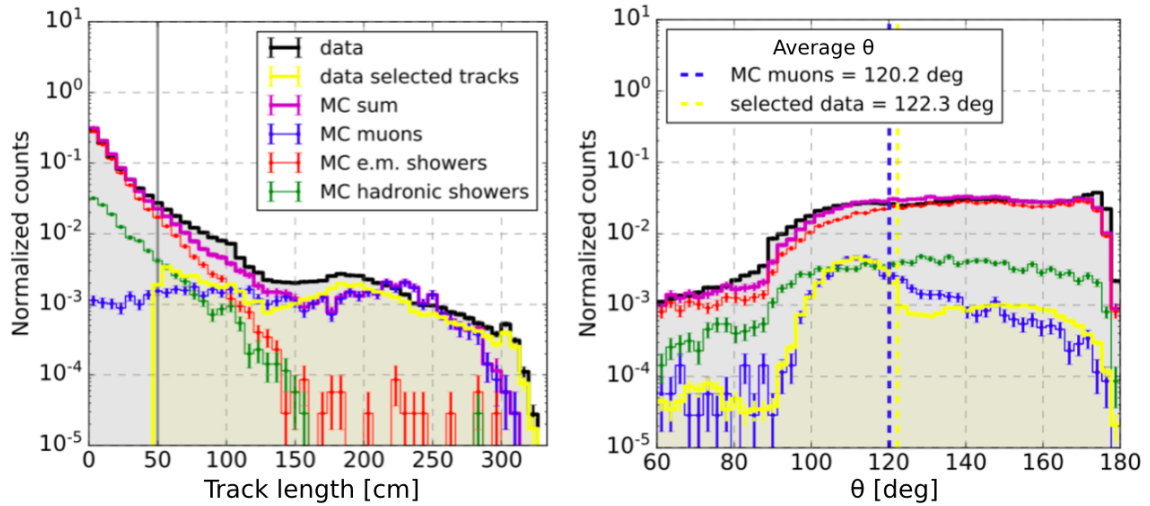 10¹
10⁰
10⁻¹
10⁻²
10⁻³
10⁻⁴
10⁻⁵
Normalized counts
data
data selected tracks
MC sum
MC muons
MC e.m. showers
MC hadronic showers
0 50 100 150 200 250 300
Track length [cm]
10¹
10⁰
10⁻¹
10⁻²
10⁻³
10⁻⁴
10⁻⁵
Normalized counts
Average θ
MC muons = 120.2 deg
selected data = 122.3 deg
60 80 100 120 140 160 180
θ [deg]